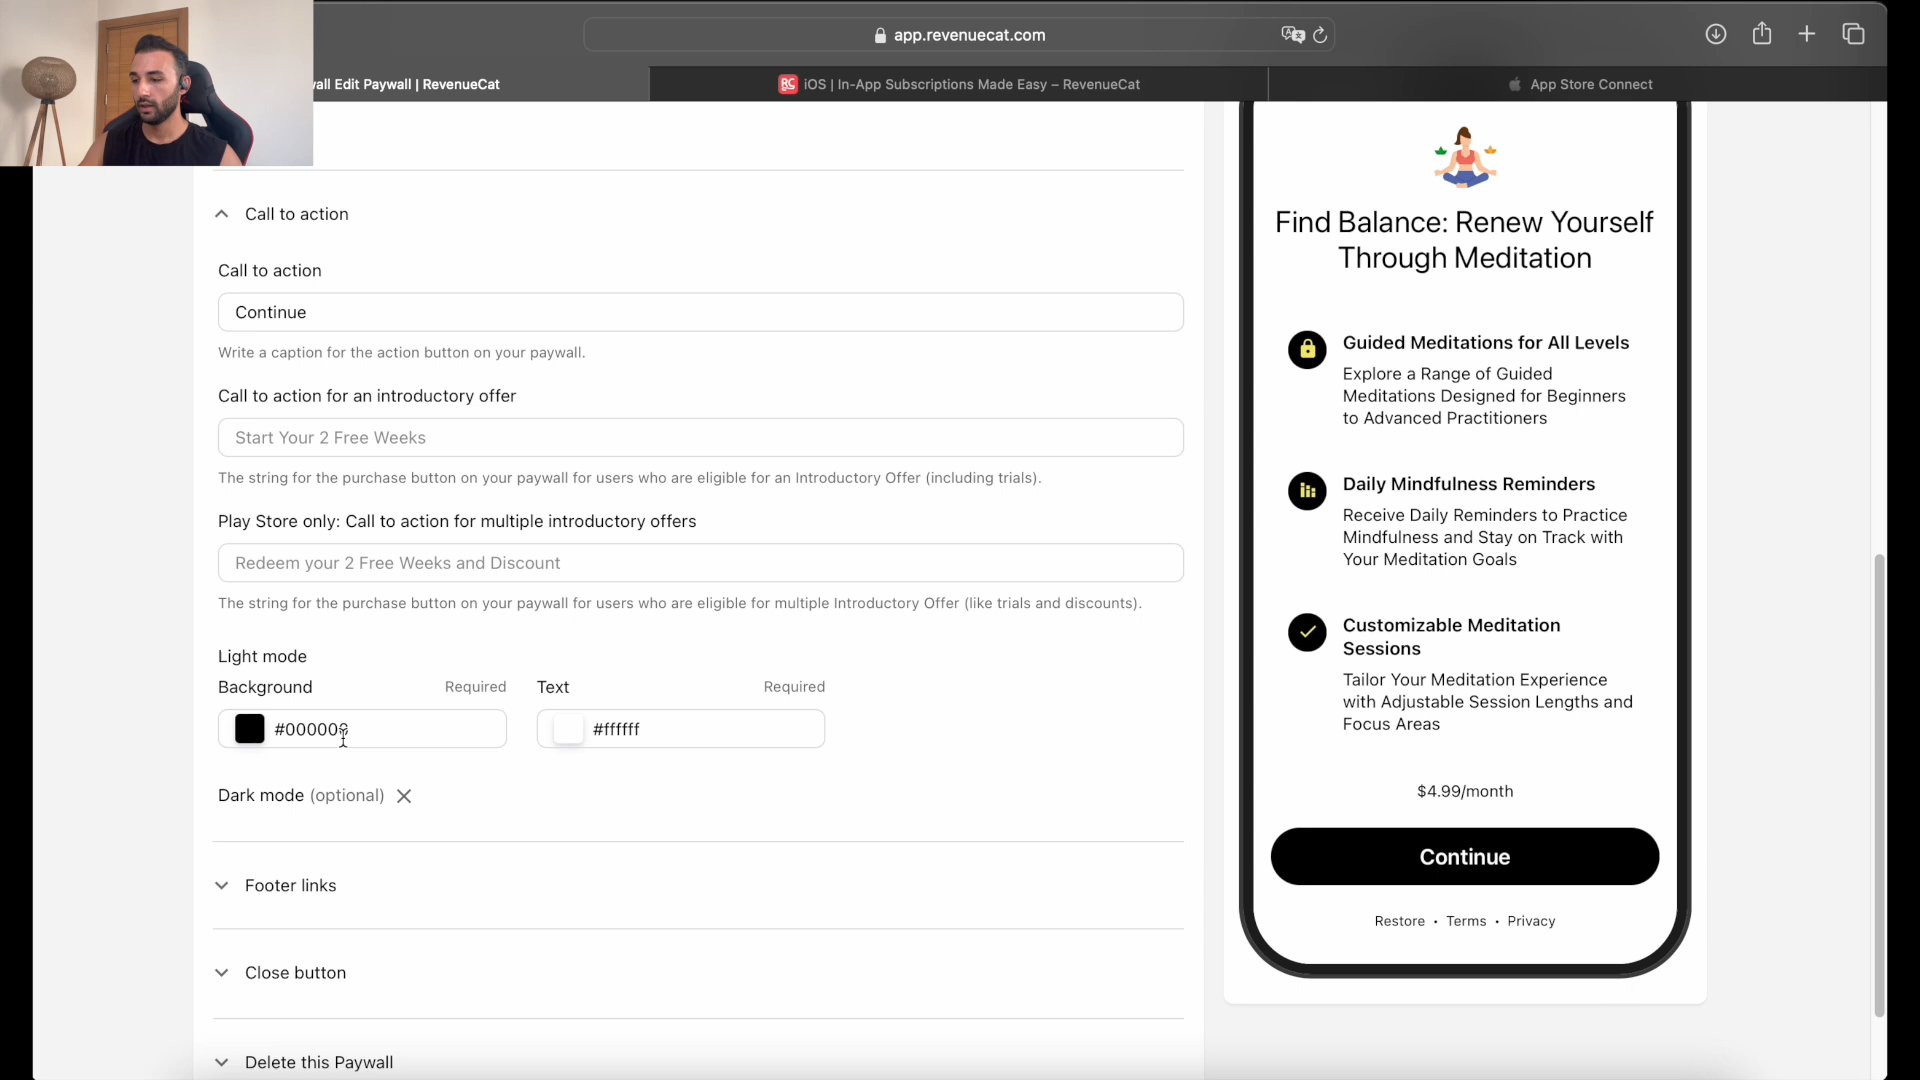 app.revenuecat.com
wall Edit Paywall | RevenueCat
RC iOS | In-App Subscriptions Made Easy – RevenueCat
App Store Connect
Call to action
Call to action
Continue
Write a caption for the action button on your paywall.
Call to action for an introductory offer
Start Your 2 Free Weeks
The string for the purchase button on your paywall for users who are eligible for an Introductory Offer (including trials).
Play Store only: Call to action for multiple introductory offers
Redeem your 2 Free Weeks and Discount
The string for the purchase button on your paywall for users who are eligible for multiple Introductory Offer (like trials and discounts).
Light mode
Background Required
Text Required
#000000
#ffffff
Dark mode (optional)
Footer links
Close button
Delete this Paywall
Find Balance: Renew Yourself
Through Meditation
Guided Meditations for All Levels
Explore a Range of Guided
Meditations Designed for Beginners
to Advanced Practitioners
Daily Mindfulness Reminders
Receive Daily Reminders to Practice
Mindfulness and Stay on Track with
Your Meditation Goals
Customizable Meditation
Sessions
Tailor Your Meditation Experience
with Adjustable Session Lengths and
Focus Areas
$4.99/month
Continue
Restore • Terms • Privacy